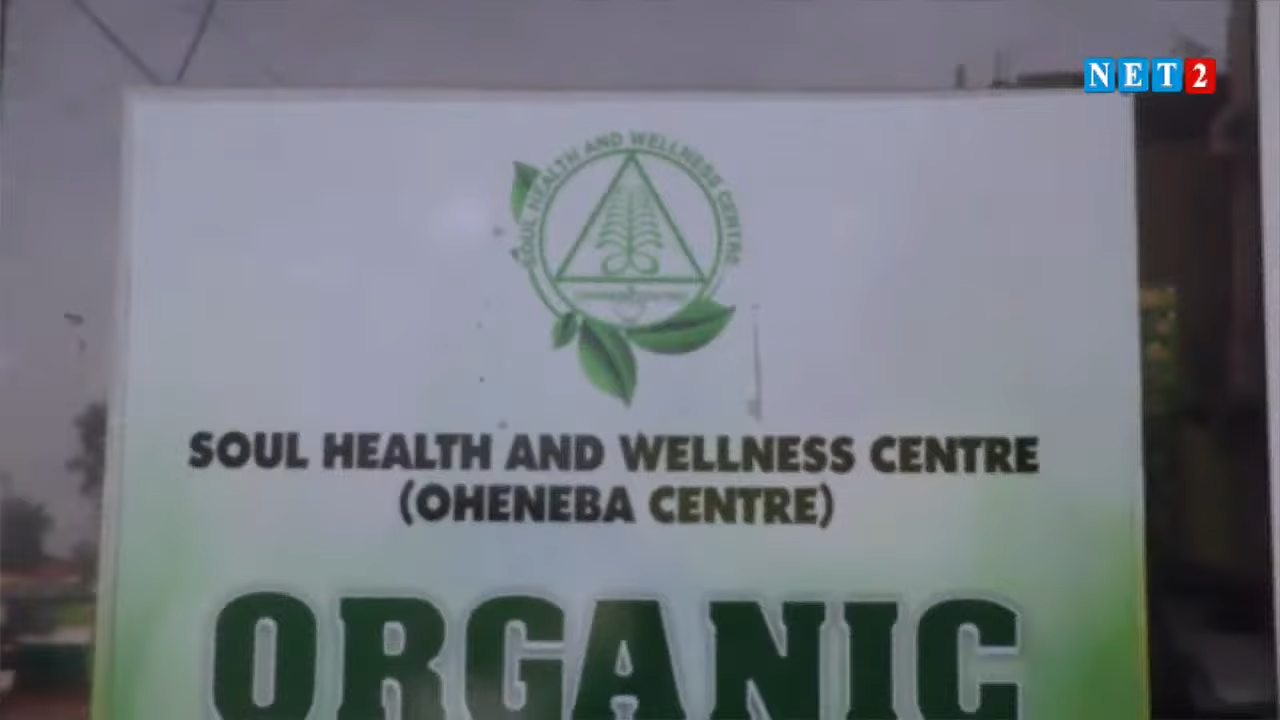 NET2
SOUL HEALTH AND WELLNESS CENTRE
SOUL HEALTH AND WELLNESS CENTRE
(OHENEBA CENTRE)
ORGANIC